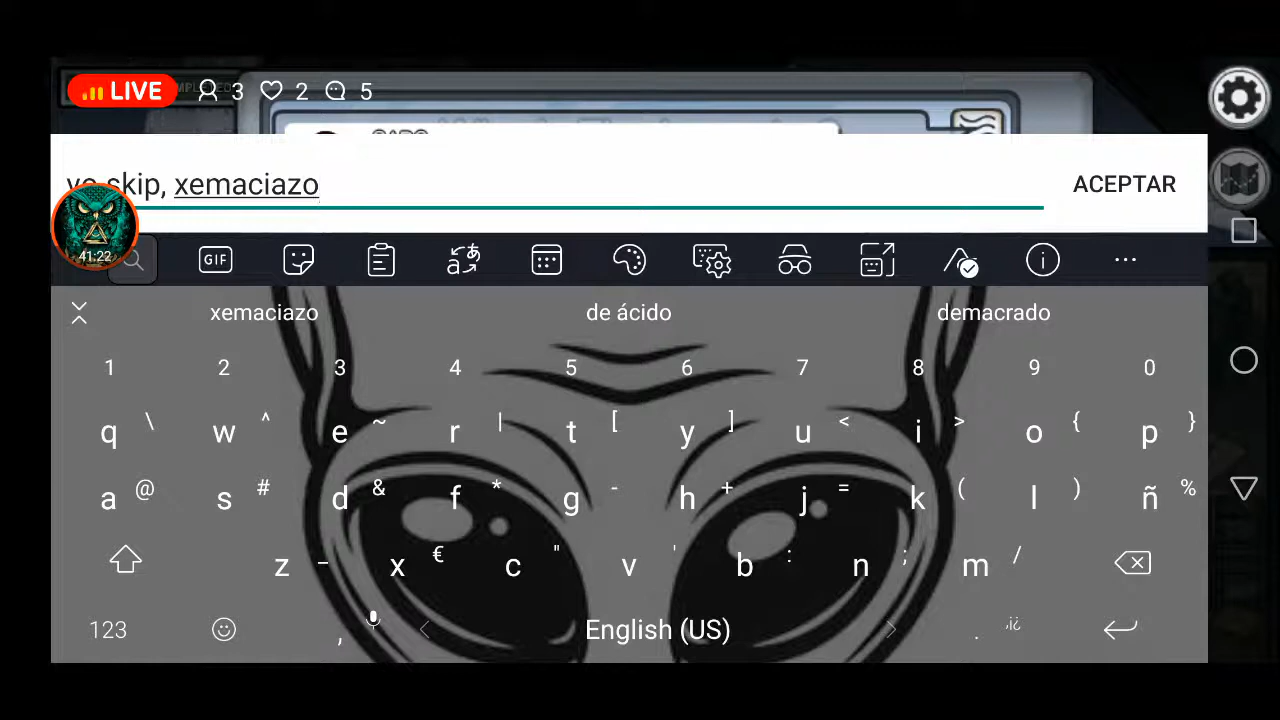 LIVE 3 2 5
yo skip, xemaciazo
ACEPTAR
41:22
GIF
xemaciazo de ácido demacrado
1 2 3 4 5 6 7 8 9 0
q \ w ^ e ~ r | t [ y ] u < i > o { p }
a @ s # d & f * g - h + j = k ( l ) ñ %
z _ x € c " v ' b : n ; m /
123 , < English (US) > . ,¡¿